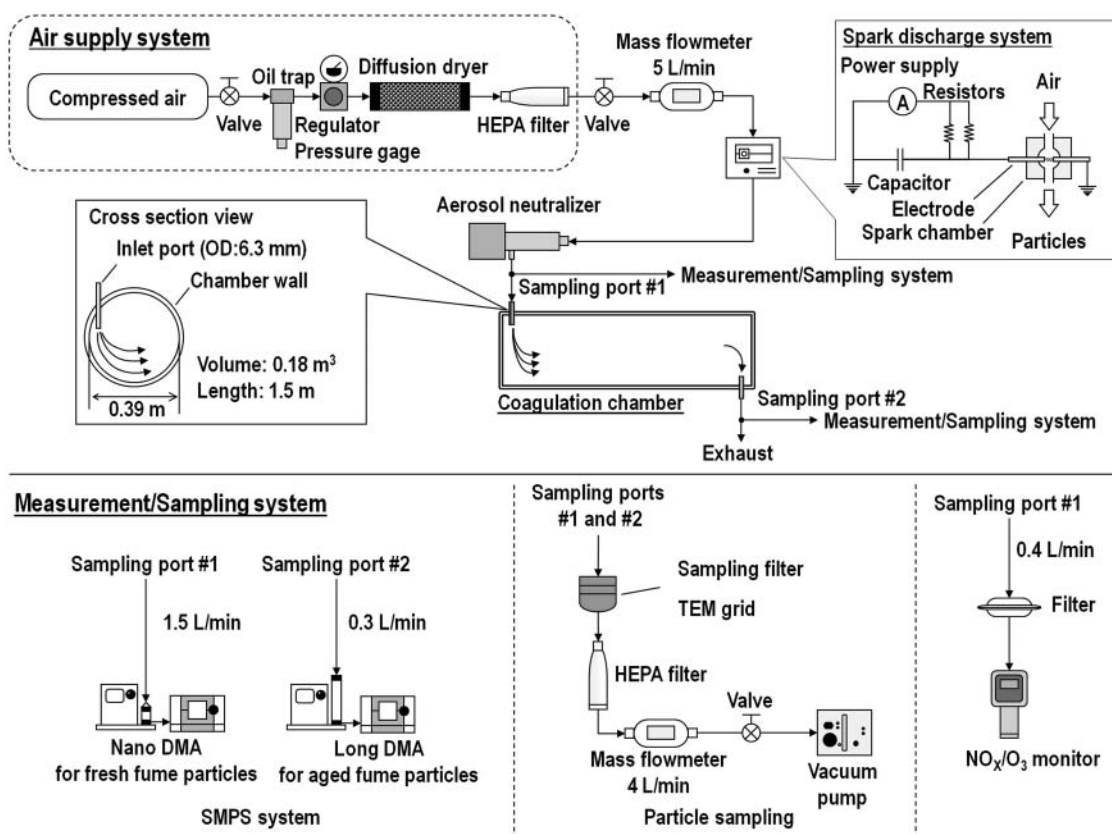 Air supply system
Compressed air
Valve
Oil trap
Regulator
Pressure gage
Diffusion dryer
HEPA filter
Valve
Mass flowmeter
5 L/min
Spark discharge system
Power supply
A
Resistors
Air
Capacitor
Electrode
Spark chamber
Particles
Cross section view
Inlet port (OD:6.3 mm)
Chamber wall
Volume: 0.18 m³
Length: 1.5 m
0.39 m
Aerosol neutralizer
Measurement/Sampling system
Sampling port #1
Coagulation chamber
Sampling port #2
Measurement/Sampling system
Exhaust
Measurement/Sampling system
Sampling port #1
1.5 L/min
Nano DMA
for fresh fume particles
Sampling port #2
0.3 L/min
Long DMA
for aged fume particles
SMPS system
Sampling ports
#1 and #2
Sampling filter
TEM grid
HEPA filter
Mass flowmeter
4 L/min
Valve
Vacuum
pump
Particle sampling
Sampling port #1
0.4 L/min
Filter
NOX/O3 monitor